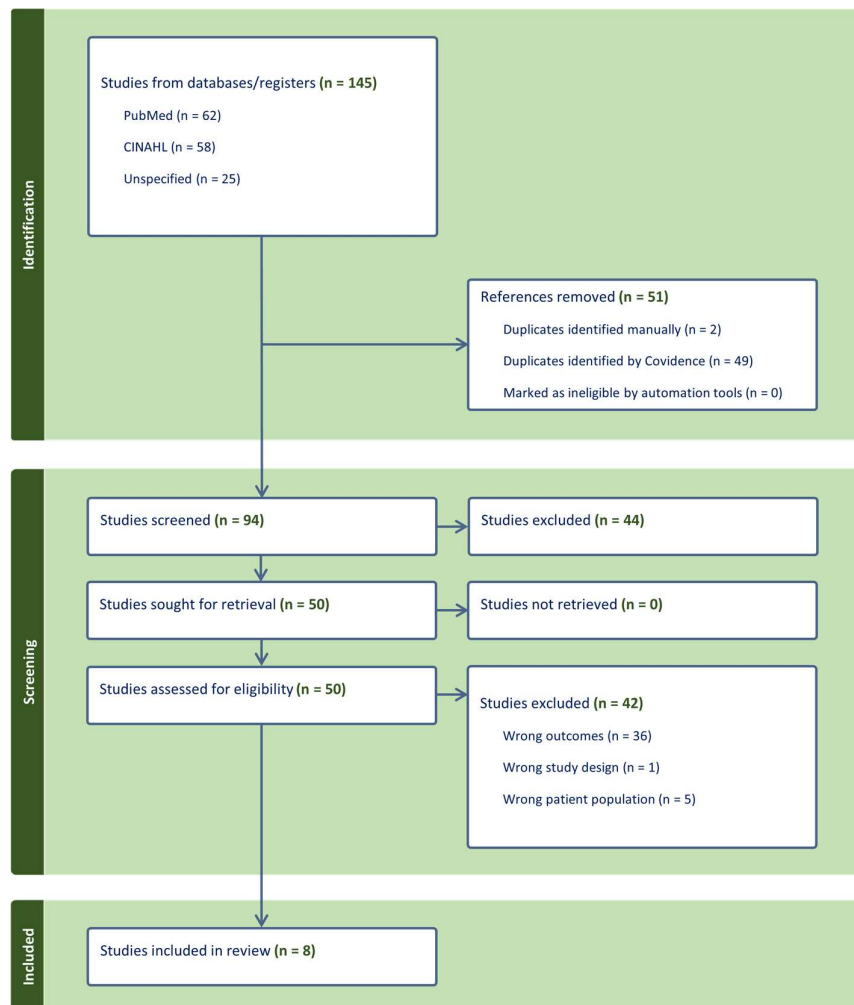 Identification
Studies from databases/registers (n = 145)
PubMed (n = 62)
CINAHL (n = 58)
Unspecified (n = 25)
References removed (n = 51)
Duplicates identified manually (n = 2)
Duplicates identified by Covidence (n = 49)
Marked as ineligible by automation tools (n = 0)
Screening
Studies screened (n = 94)
Studies excluded (n = 44)
Studies sought for retrieval (n = 50)
Studies not retrieved (n = 0)
Studies assessed for eligibility (n = 50)
Studies excluded (n = 42)
Wrong outcomes (n = 36)
Wrong study design (n = 1)
Wrong patient population (n = 5)
Included
Studies included in review (n = 8)